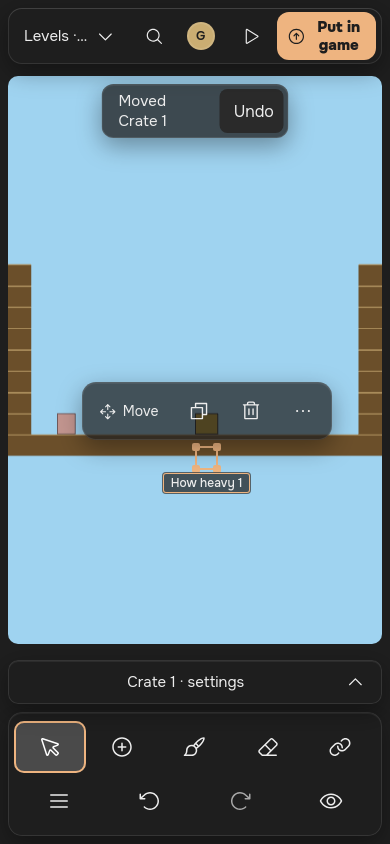 Levels ·...
G
Put in
game
Moved
Crate 1
Undo
Move
How heavy 1
Crate 1 · settings